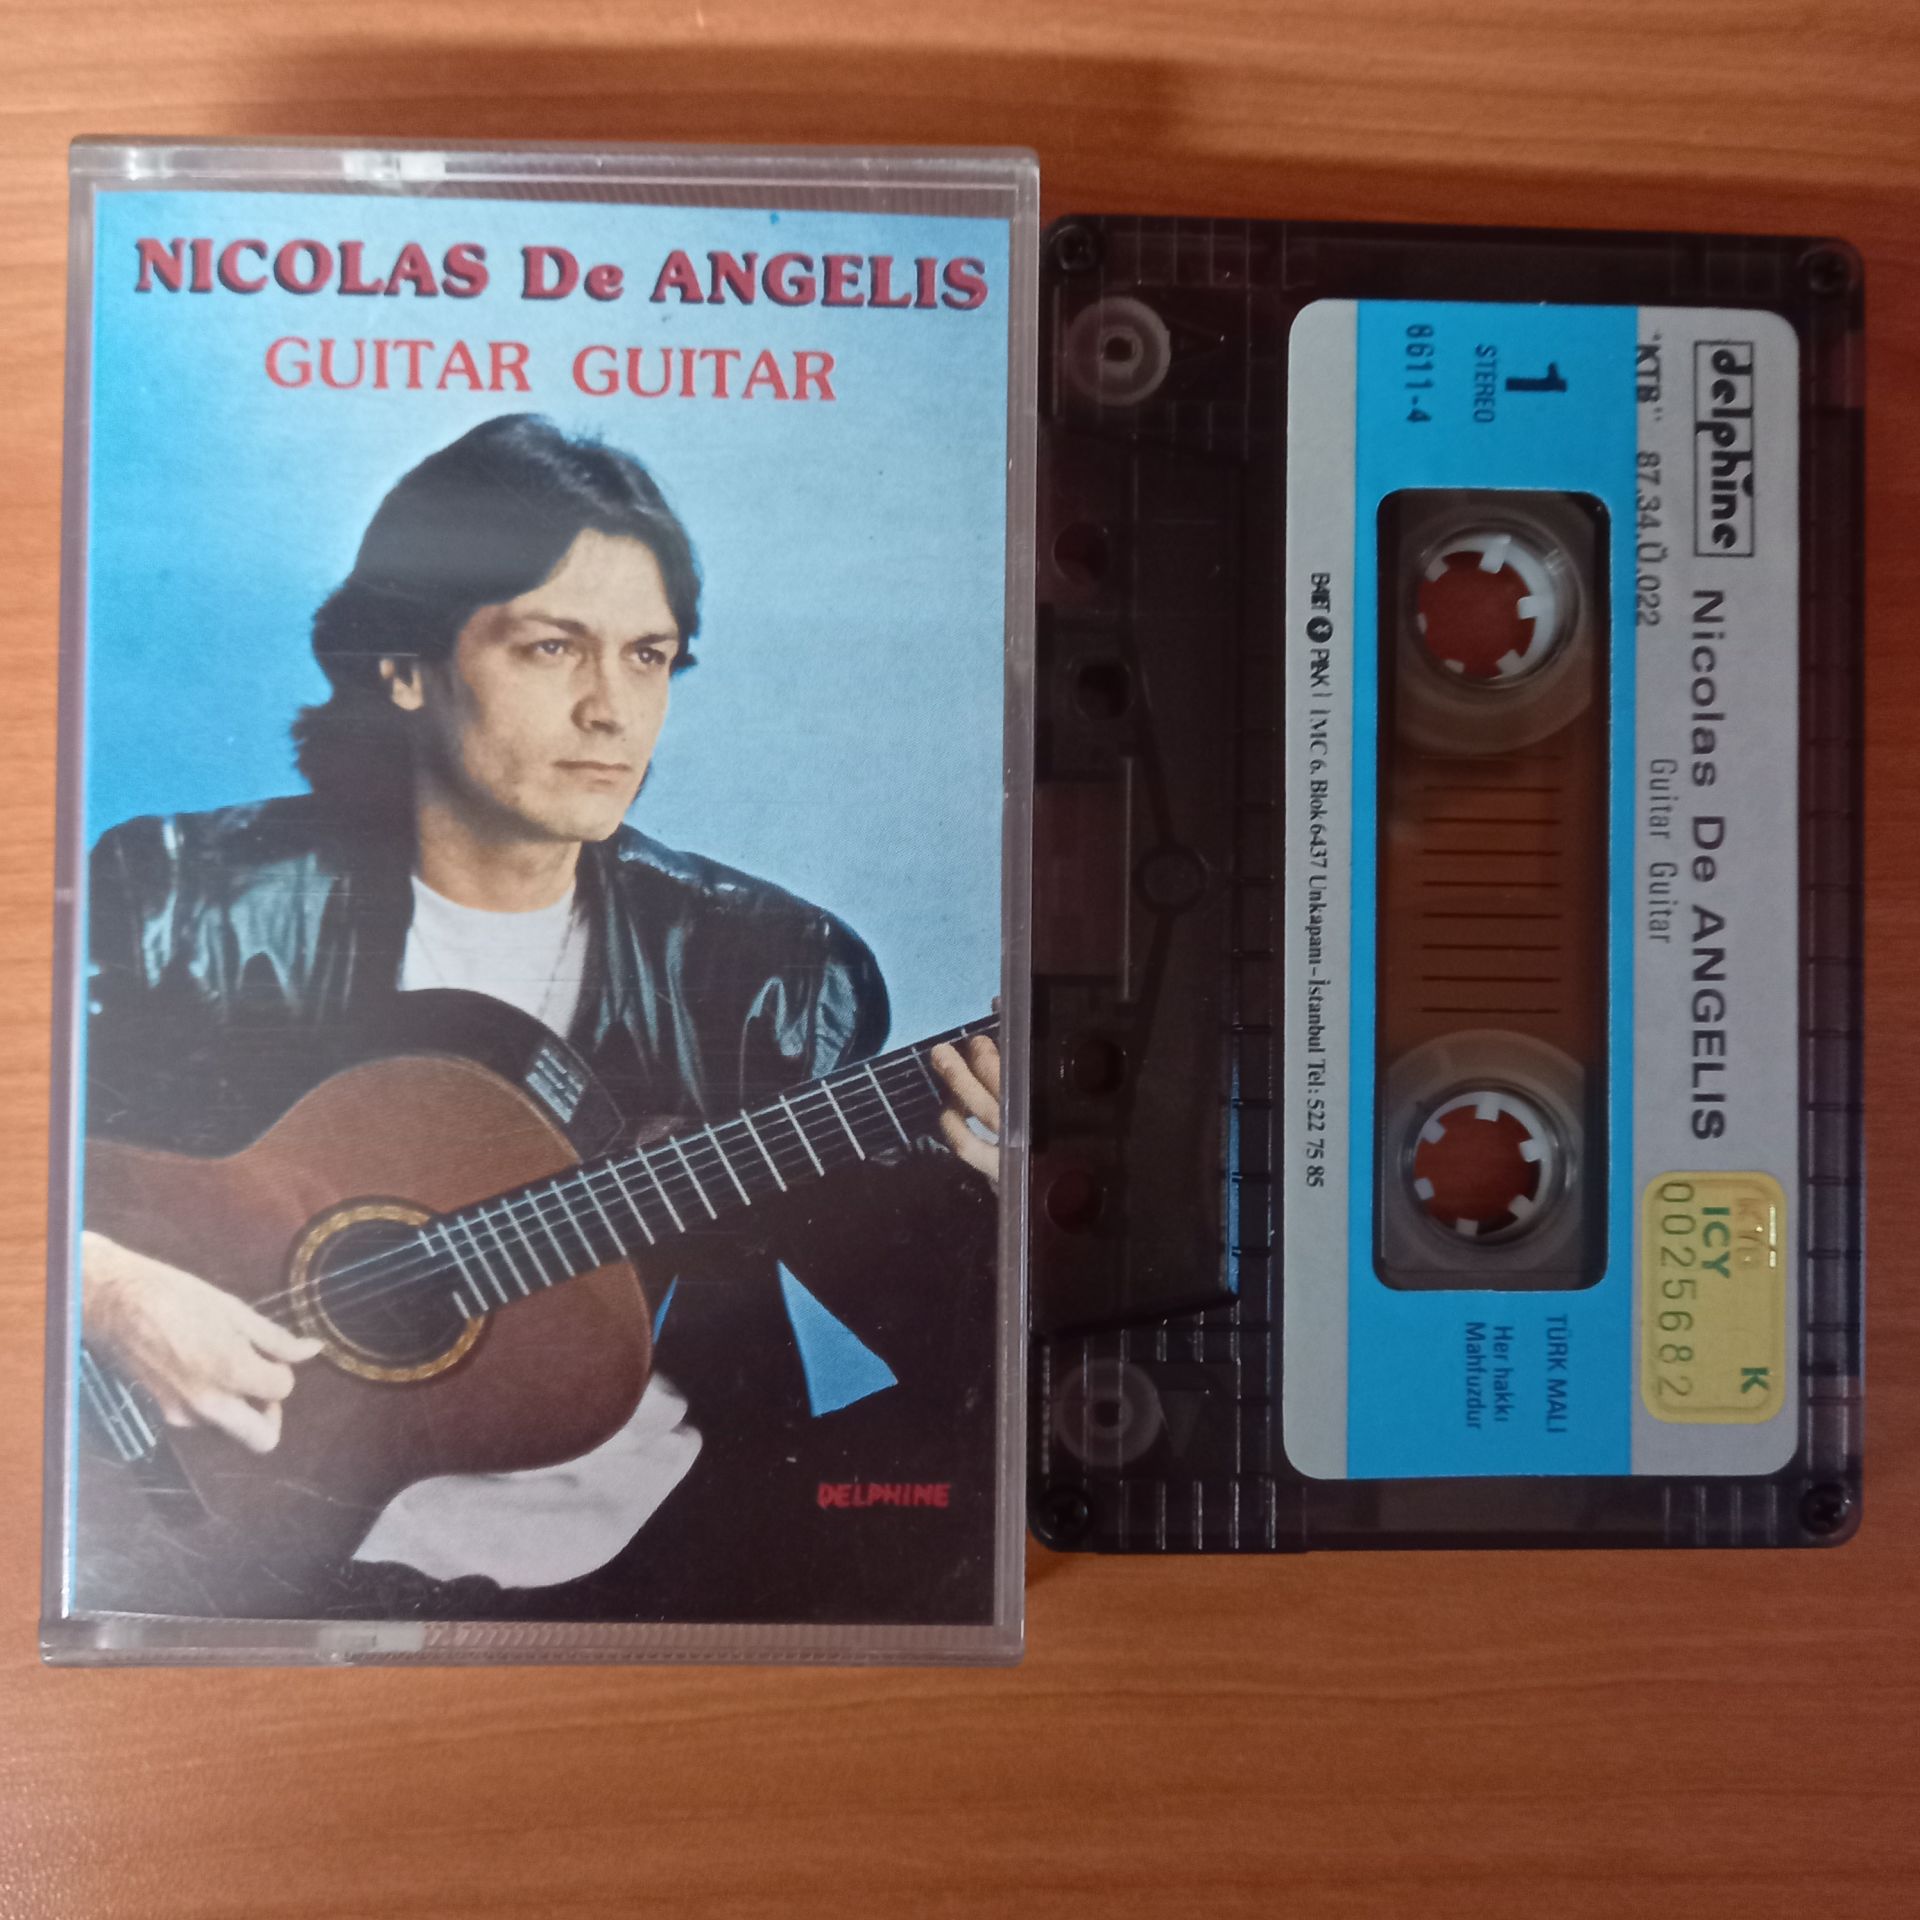 NICOLAS De ANGELIS
GUITAR GUITAR
DELPHINE
delphine Nicolas De ANGELIS
"KTB" 87.34.Ü.022 Guitar Guitar
1
STEREO
8611-4
K
ICY
0025682
TÜRK MALI
Her hakkı
Mahfuzdur
İMC 6. Blok 6437 Unkapanı-İstanbul Tel: 522 75 85